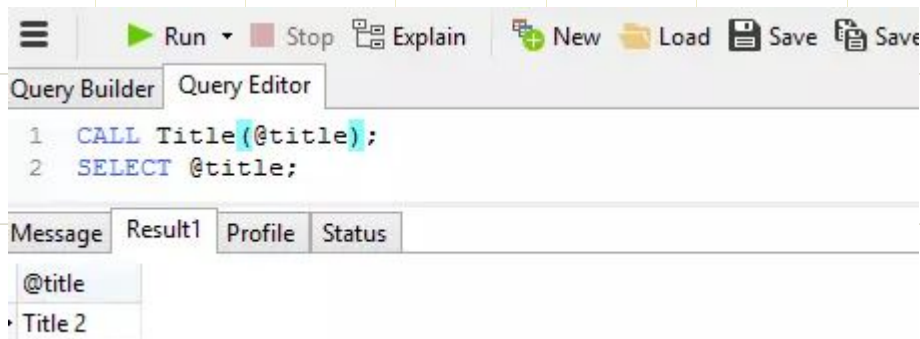 Run Stop Explain New Load Save Save
Query Builder Query Editor
1 CALL Title(@title);
2 SELECT @title;
Message Result1 Profile Status
@title
Title 2